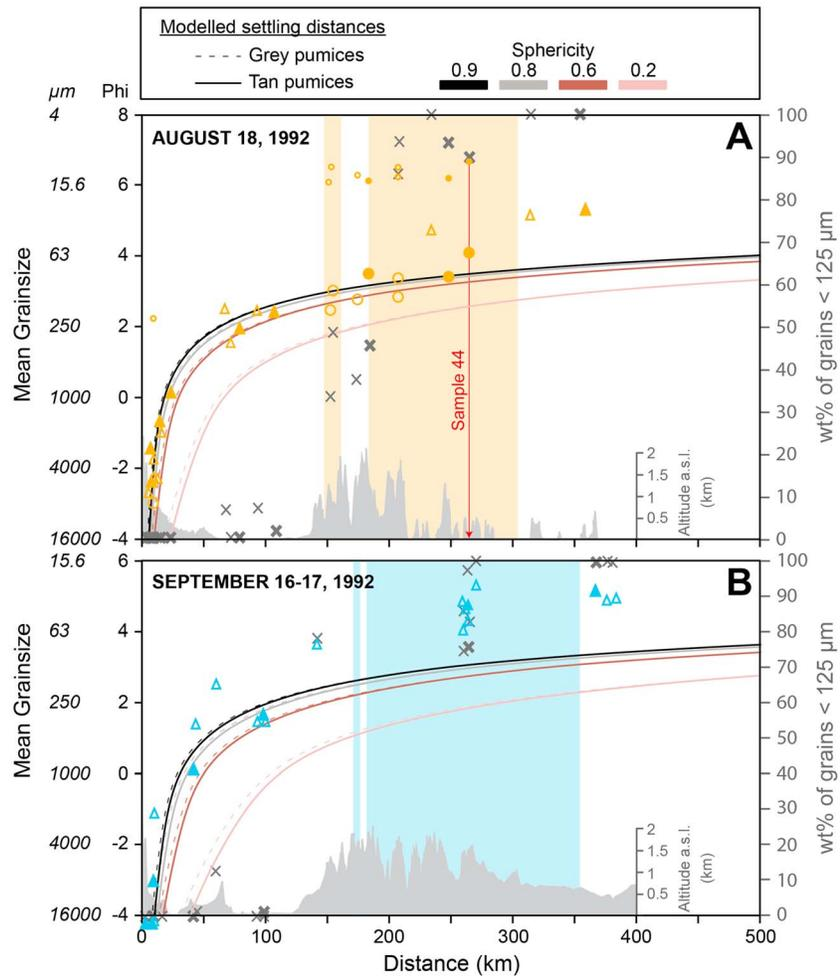 Modelled settling distances
Grey pumices
Tan pumices
Sphericity
0.9 0.8 0.6 0.2
µm Phi
4 8 100
AUGUST 18, 1992 A
90
15.6 6
80
70
63 4
60
250 2 50
40
1000 0
30
4000 -2
20
10
16000 -4 0
Mean Grainsize
wt% of grains < 125 µm
Sample 44
2
1.5
1
0.5
Altitude a.s.l.
(km)
15.6 6 100
SEPTEMBER 16-17, 1992 B
90
63 4 80
70
250 2 60
50
1000 0 40
30
4000 -2 20
10
16000 -4 0
Mean Grainsize
wt% of grains < 125 µm
2
1.5
1
0.5
Altitude a.s.l.
(km)
0 100 200 300 400 500
Distance (km)